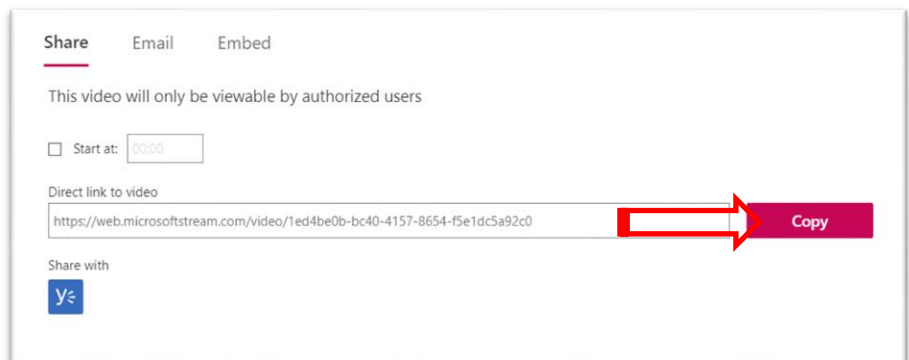 Share Email Embed
This video will only be viewable by authorized users
Start at: 00:00
Direct link to video
https://web.microsoftstream.com/video/1ed4be0b-bc40-4157-8654-f5e1dc5a92c0 Copy
Share with
y